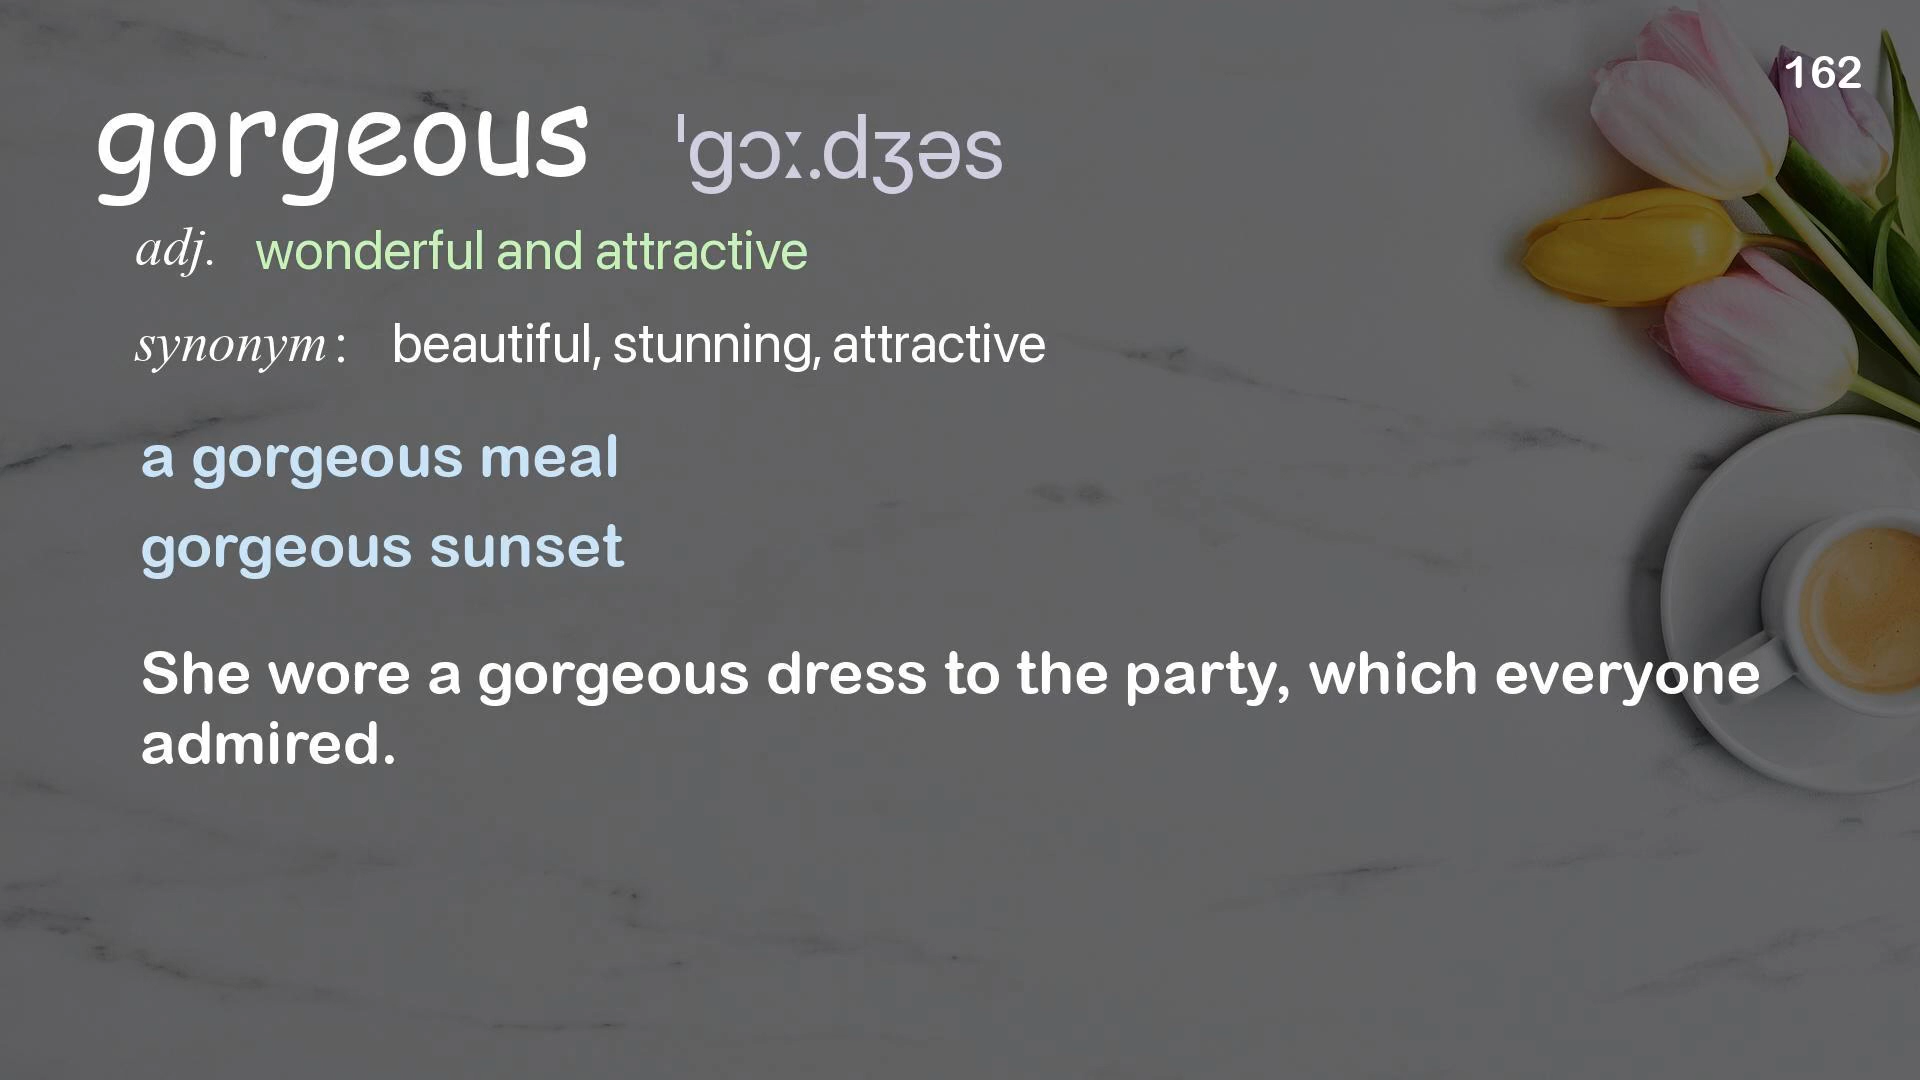 162
gorgeous ˈɡɔː.dʒəs
adj. wonderful and attractive
synonym: beautiful, stunning, attractive
a gorgeous meal
gorgeous sunset
She wore a gorgeous dress to the party, which everyone
admired.